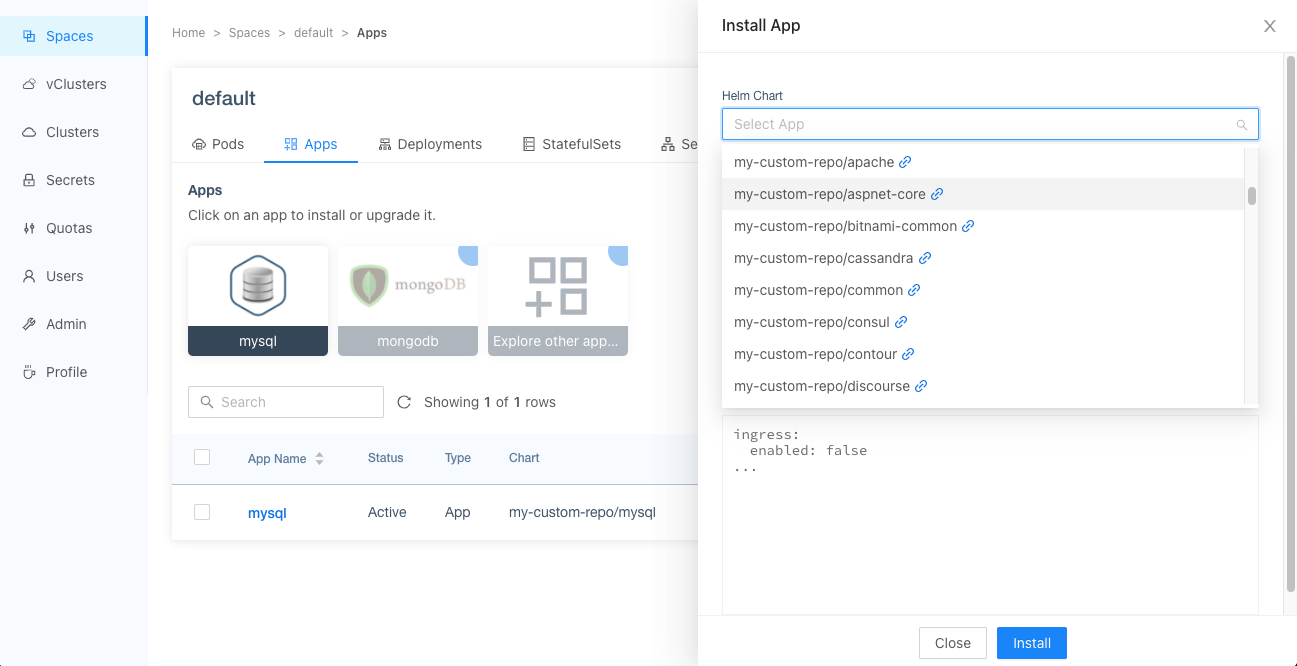 Spaces
vClusters
Clusters
Secrets
Quotas
Users
Admin
Profile
Home > Spaces > default > Apps
default
Pods Apps Deployments StatefulSets Se
Apps
Click on an app to install or upgrade it.
mongoDB
mysql mongodb Explore other app...
Search Showing 1 of 1 rows
App Name Status Type Chart
mysql Active App my-custom-repo/mysql
Install App
Helm Chart
Select App
my-custom-repo/apache
my-custom-repo/aspnet-core
my-custom-repo/bitnami-common
my-custom-repo/cassandra
my-custom-repo/common
my-custom-repo/consul
my-custom-repo/contour
my-custom-repo/discourse
ingress:
enabled: false
...
Close Install